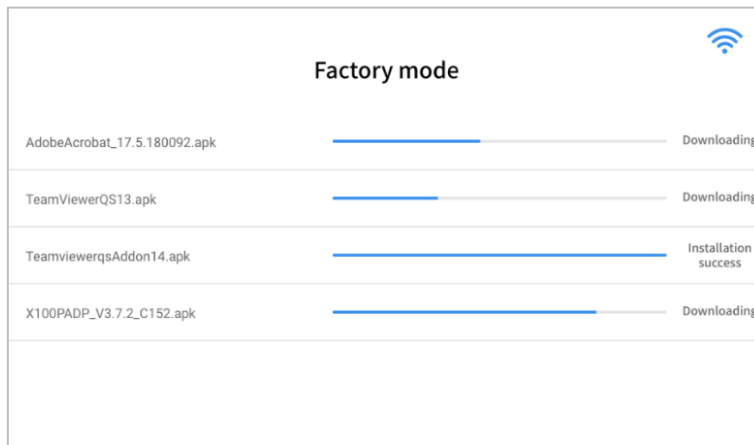 Factory mode
AdobeAcrobat_17.5.180092.apk
Downloading
TeamViewerQS13.apk
Downloading
TeamviewerqsAddon14.apk
Installation
success
X100PADP_V3.7.2_C152.apk
Downloading